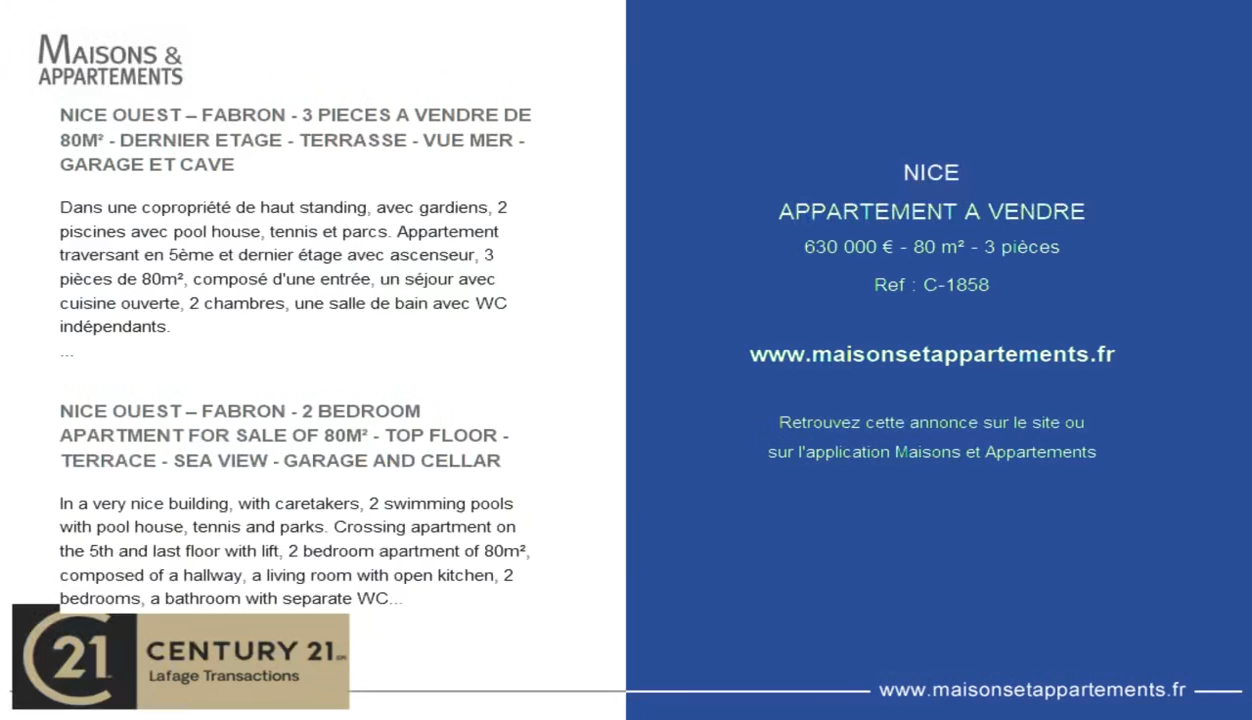 MAISONS &
APPARTEMENTS
NICE OUEST – FABRON - 3 PIECES A VENDRE DE
80M² - DERNIER ETAGE - TERRASSE - VUE MER -
GARAGE ET CAVE
Dans une copropriété de haut standing, avec gardiens, 2
piscines avec pool house, tennis et parcs. Appartement
traversant en 5ème et dernier étage avec ascenseur, 3
pièces de 80m², composé d'une entrée, un séjour avec
cuisine ouverte, 2 chambres, une salle de bain avec WC
indépendants.
...
NICE OUEST – FABRON - 2 BEDROOM
APARTMENT FOR SALE OF 80M² - TOP FLOOR -
TERRACE - SEA VIEW - GARAGE AND CELLAR
In a very nice building, with caretakers, 2 swimming pools
with pool house, tennis and parks. Crossing apartment on
the 5th and last floor with lift, 2 bedroom apartment of 80m²,
composed of a hallway, a living room with open kitchen, 2
bedrooms, a bathroom with separate WC...
C21
CENTURY 21
Lafage Transactions
NICE
APPARTEMENT A VENDRE
630 000 € - 80 m² - 3 pièces
Ref : C-1858
www.maisonsetappartements.fr
Retrouvez cette annonce sur le site ou
sur l'application Maisons et Appartements
www.maisonsetappartements.fr